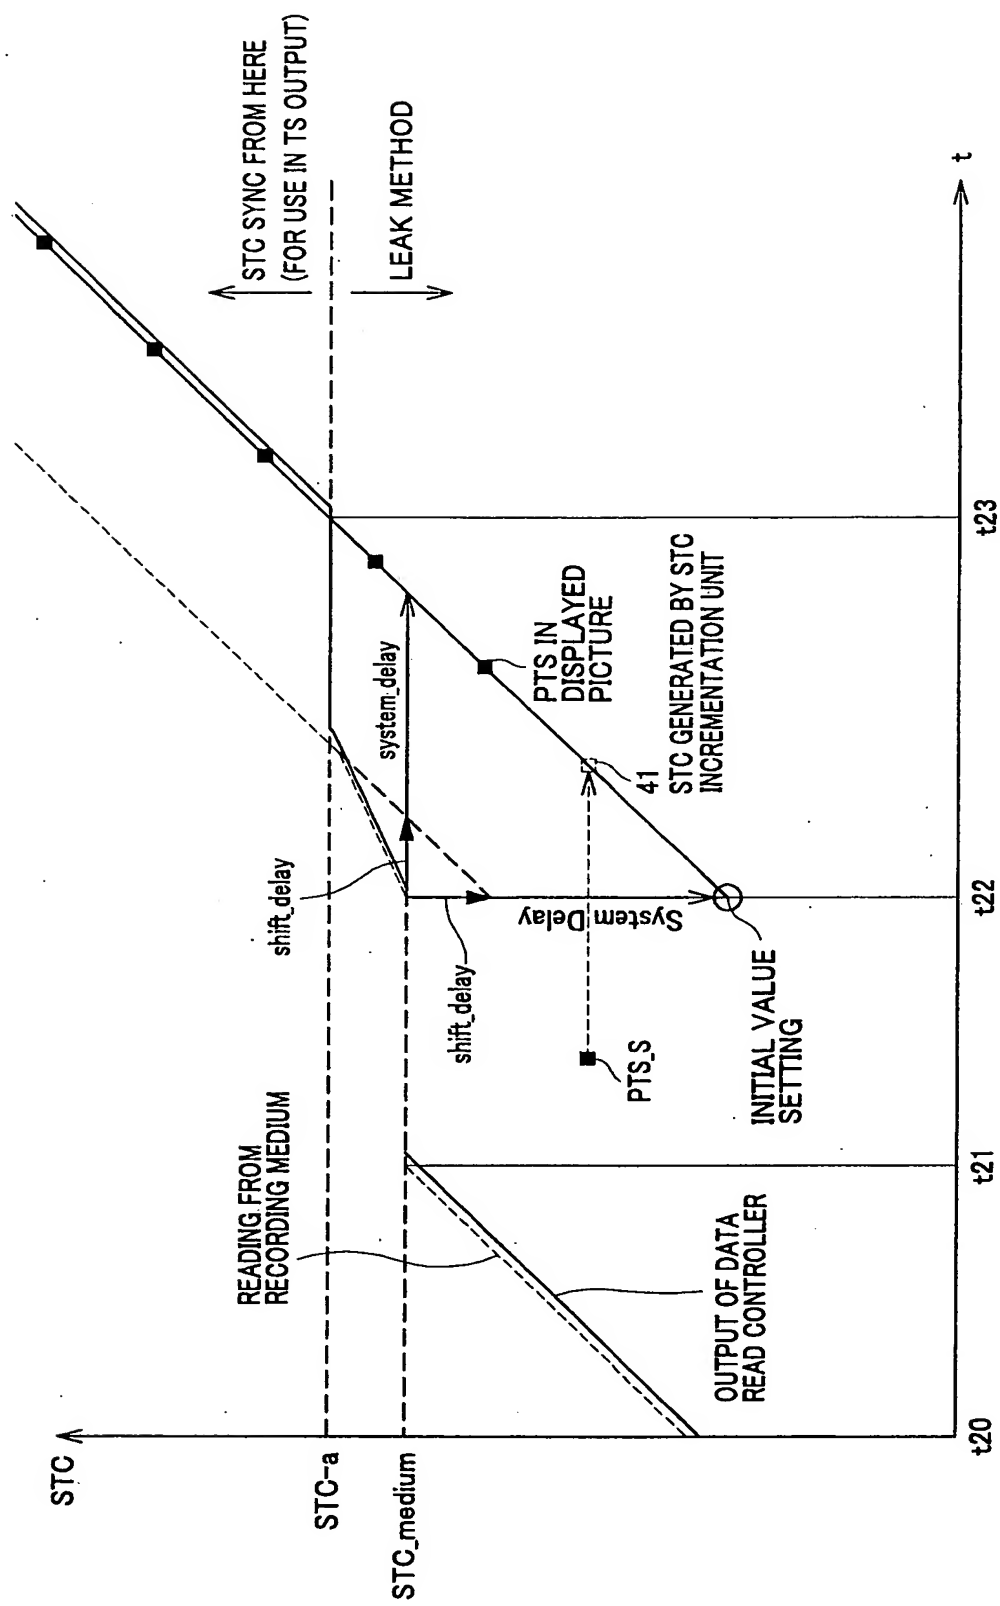 STC
STC-a
STC_medium
READING FROM
RECORDING MEDIUM
OUTPUT OF DATA
READ CONTROLLER
shift_delay
shift_delay
system_delay
System Delay
PTS_S
INITIAL VALUE
SETTING
41
STC GENERATED BY STC
INCREMENTATION UNIT
PTS IN
DISPLAYED
PICTURE
STC SYNC FROM HERE
(FOR USE IN TS OUTPUT)
LEAK METHOD
t20
t21
t22
t23
t